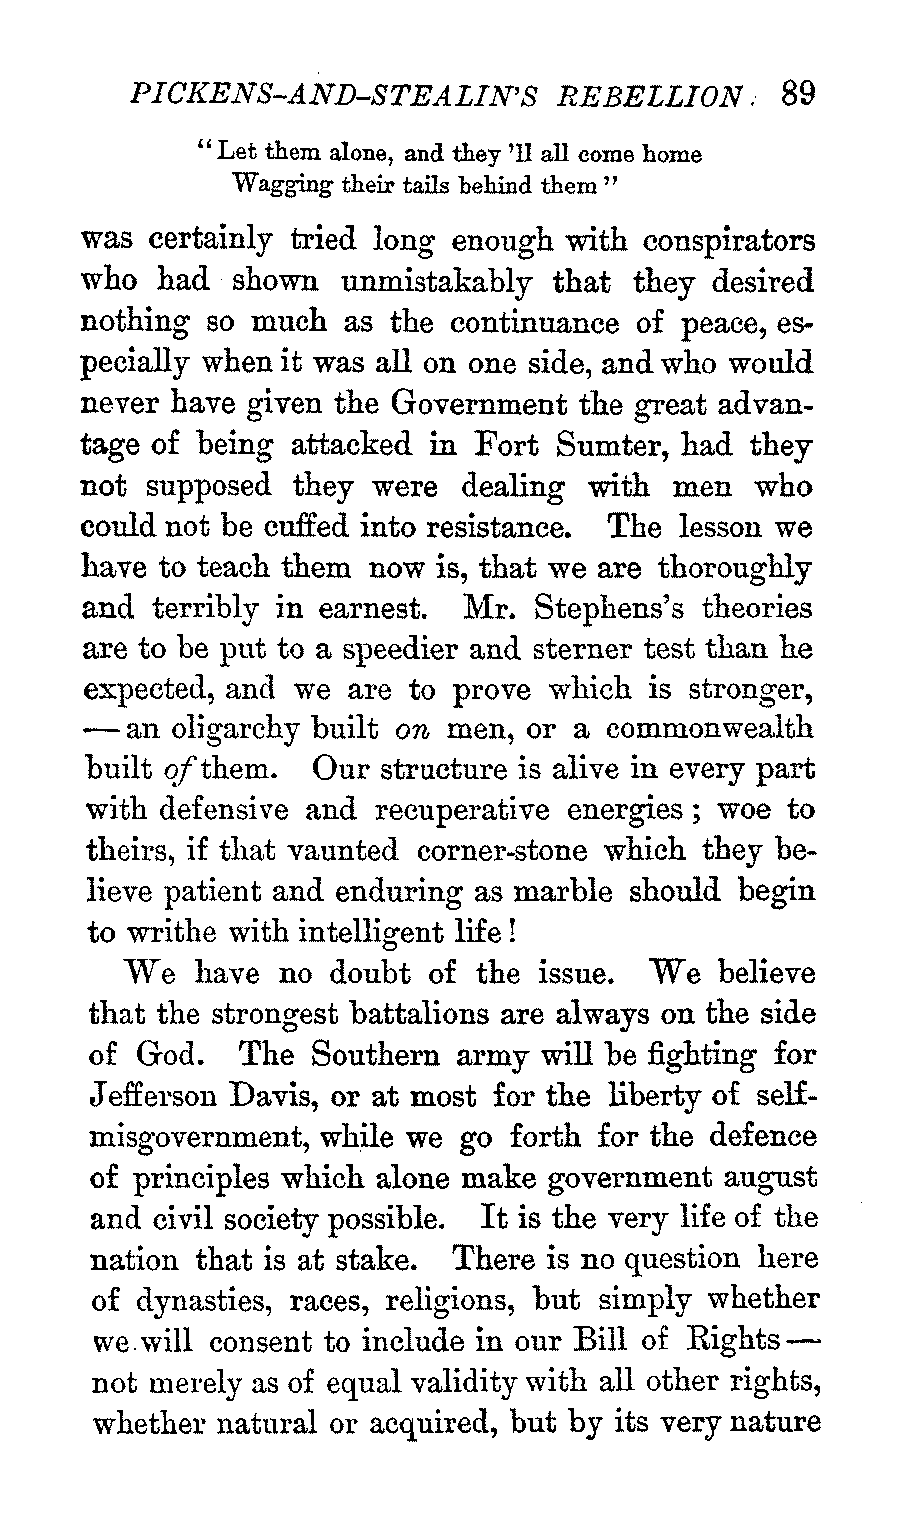 PICKENS-AND-STEALIN'S REBELLION. 89
"Let them alone, and they 'll all come home
Wagging their tails behind them"
was certainly tried long enough with conspirators
who had shown unmistakably that they desired
nothing so much as the continuance of peace, es-
pecially when it was all on one side, and who would
never have given the Government the great advan-
tage of being attacked in Fort Sumter, had they
not supposed they were dealing with men who
could not be cuffed into resistance. The lesson we
have to teach them now is, that we are thoroughly
and terribly in earnest. Mr. Stephens's theories
are to be put to a speedier and sterner test than he
expected, and we are to prove which is stronger,
— an oligarchy built on men, or a commonwealth
built of them. Our structure is alive in every part
with defensive and recuperative energies; woe to
theirs, if that vaunted corner-stone which they be-
lieve patient and enduring as marble should begin
to writhe with intelligent life!
We have no doubt of the issue. We believe
that the strongest battalions are always on the side
of God. The Southern army will be fighting for
Jefferson Davis, or at most for the liberty of self-
misgovernment, while we go forth for the defence
of principles which alone make government august
and civil society possible. It is the very life of the
nation that is at stake. There is no question here
of dynasties, races, religions, but simply whether
we will consent to include in our Bill of Rights —
not merely as of equal validity with all other rights,
whether natural or acquired, but by its very nature